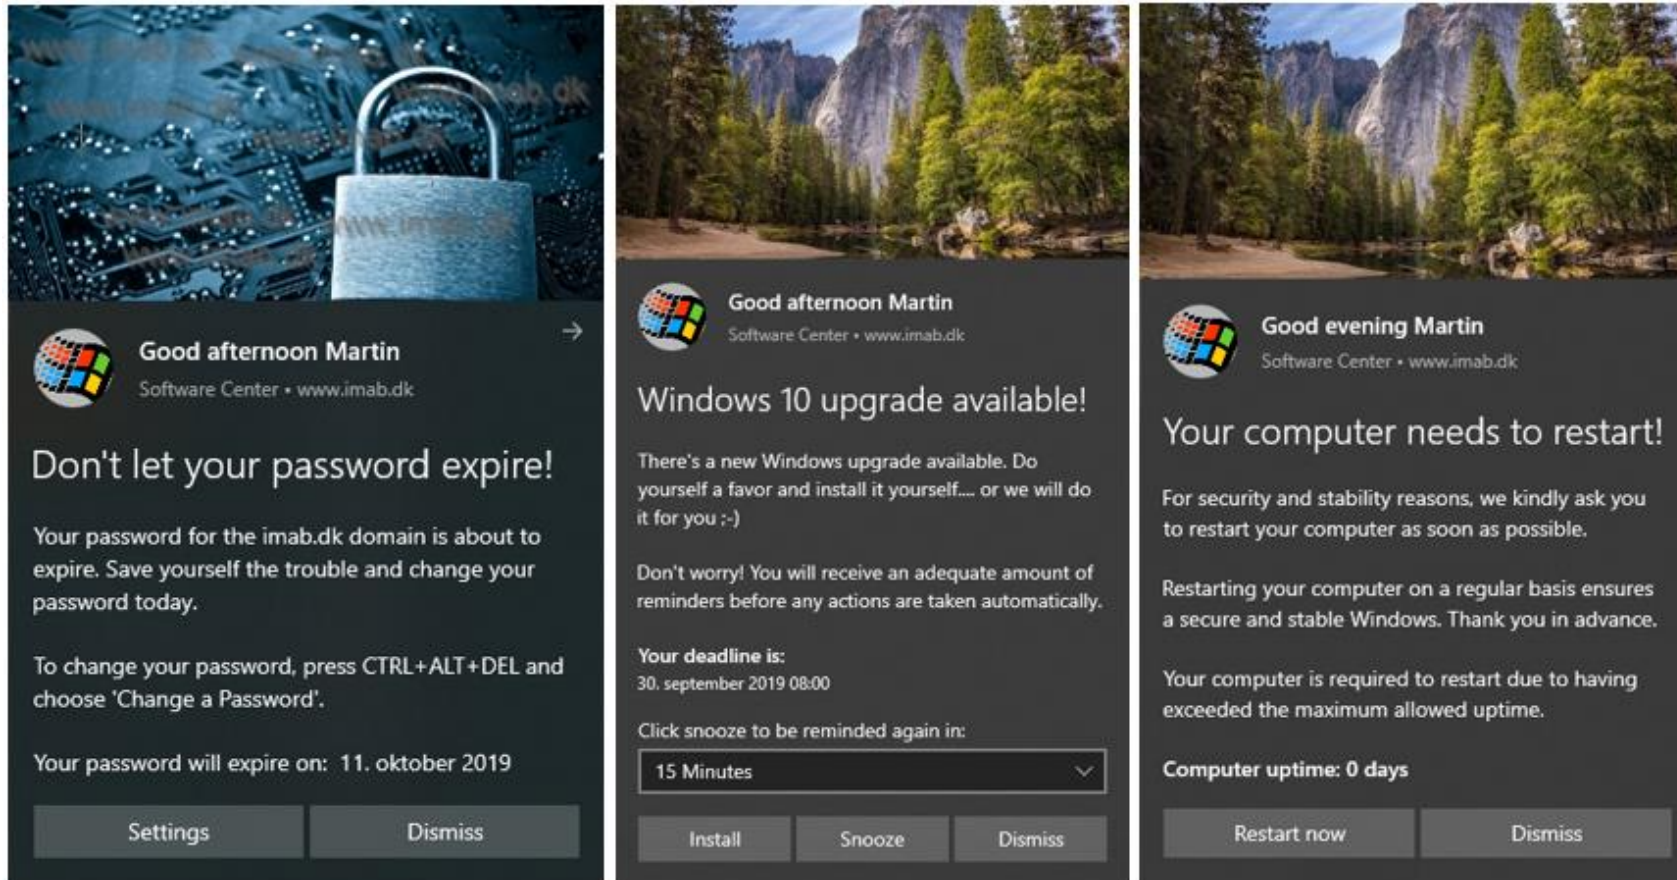 www.imab.dk
www.imab.dk
Good afternoon Martin
Software Center • www.imab.dk
Don't let your password expire!
Your password for the imab.dk domain is about to
expire. Save yourself the trouble and change your
password today.
To change your password, press CTRL+ALT+DEL and
choose 'Change a Password'.
Your password will expire on: 11. oktober 2019
Settings
Dismiss
Good afternoon Martin
Software Center • www.imab.dk
Windows 10 upgrade available!
There's a new Windows upgrade available. Do
yourself a favor and install it yourself.... or we will do
it for you ;-)
Don't worry! You will receive an adequate amount of
reminders before any actions are taken automatically.
Your deadline is:
30. september 2019 08:00
Click snooze to be reminded again in:
15 Minutes
Install
Snooze
Dismiss
Good evening Martin
Software Center • www.imab.dk
Your computer needs to restart!
For security and stability reasons, we kindly ask you
to restart your computer as soon as possible.
Restarting your computer on a regular basis ensures
a secure and stable Windows. Thank you in advance.
Your computer is required to restart due to having
exceeded the maximum allowed uptime.
Computer uptime: 0 days
Restart now
Dismiss